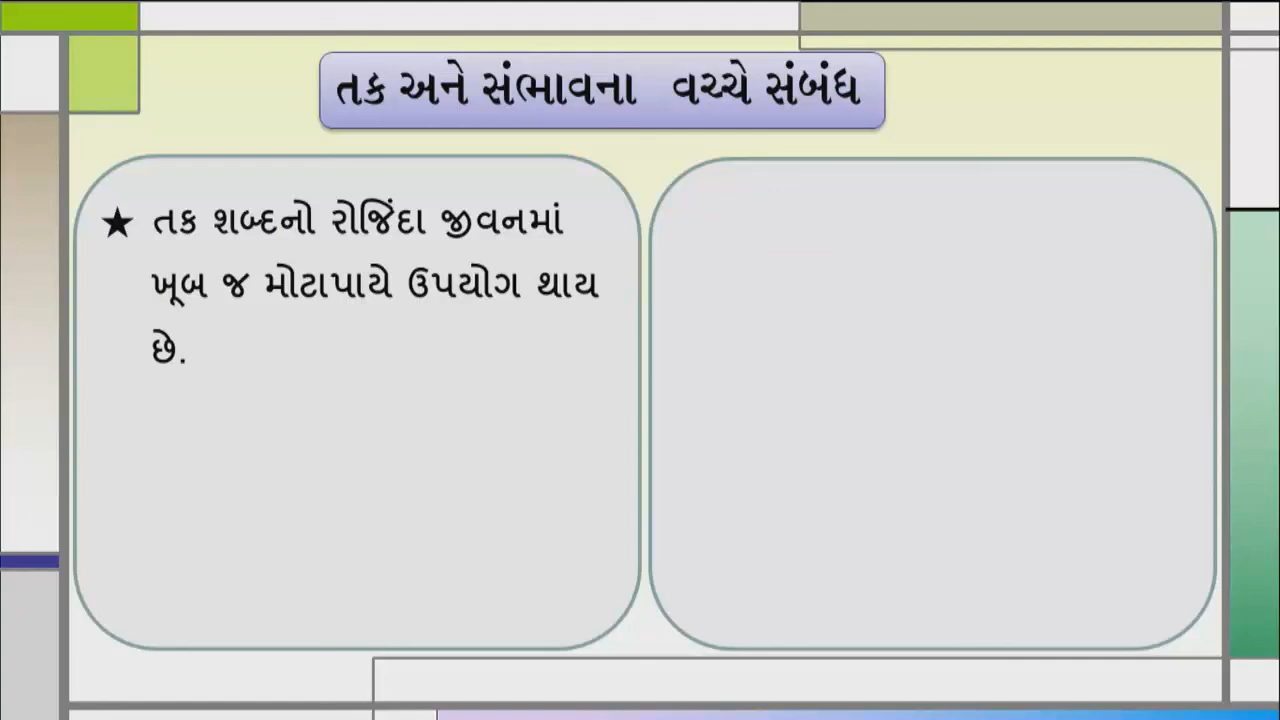 તક અને સંભાવના વચ્ચે સંબંધ
★ તક શબ્દનો રોજિંદા જીવનમાં
ખૂબ જ મોટાપાયે ઉપયોગ થાય
છે.